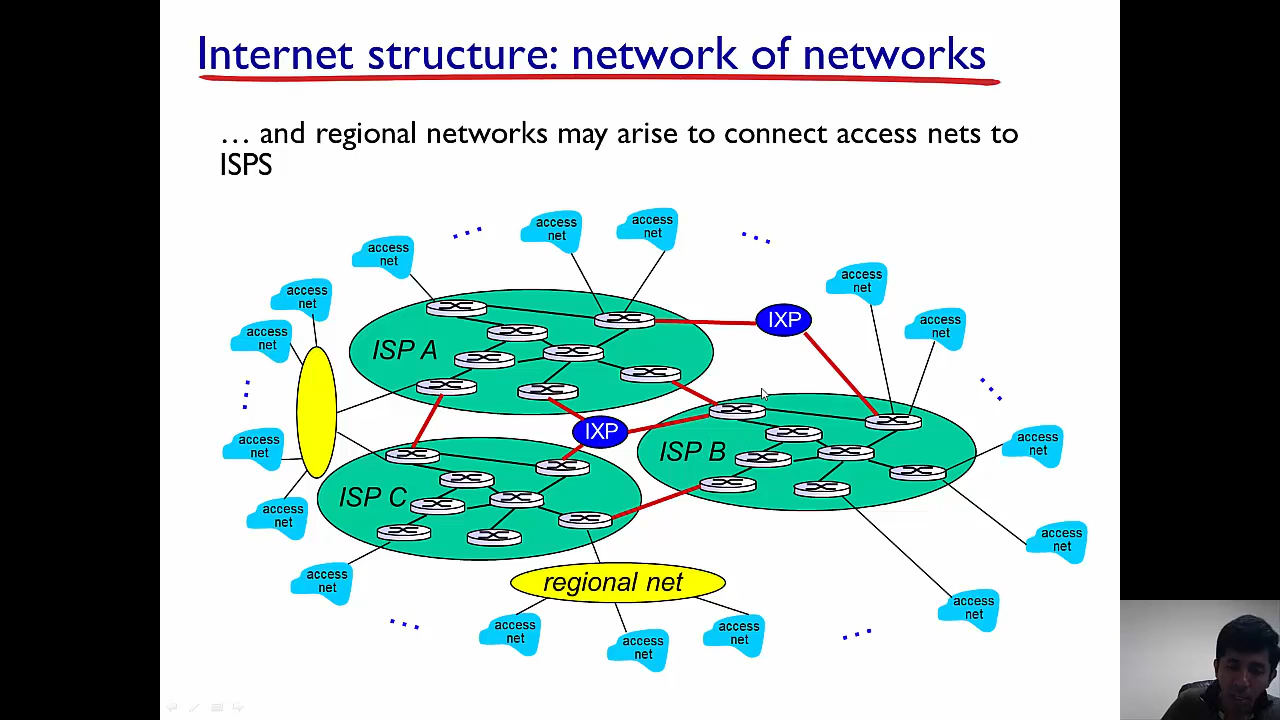 Internet structure: network of networks
… and regional networks may arise to connect access nets to
ISPS
access
net
access
net
access
net
access
net
access
net
access
net
access
net
IXP
ISP A
IXP
ISP B
ISP C
access
net
access
net
access
net
access
net
access
net
access
net
regional net
access
net
access
net
access
net